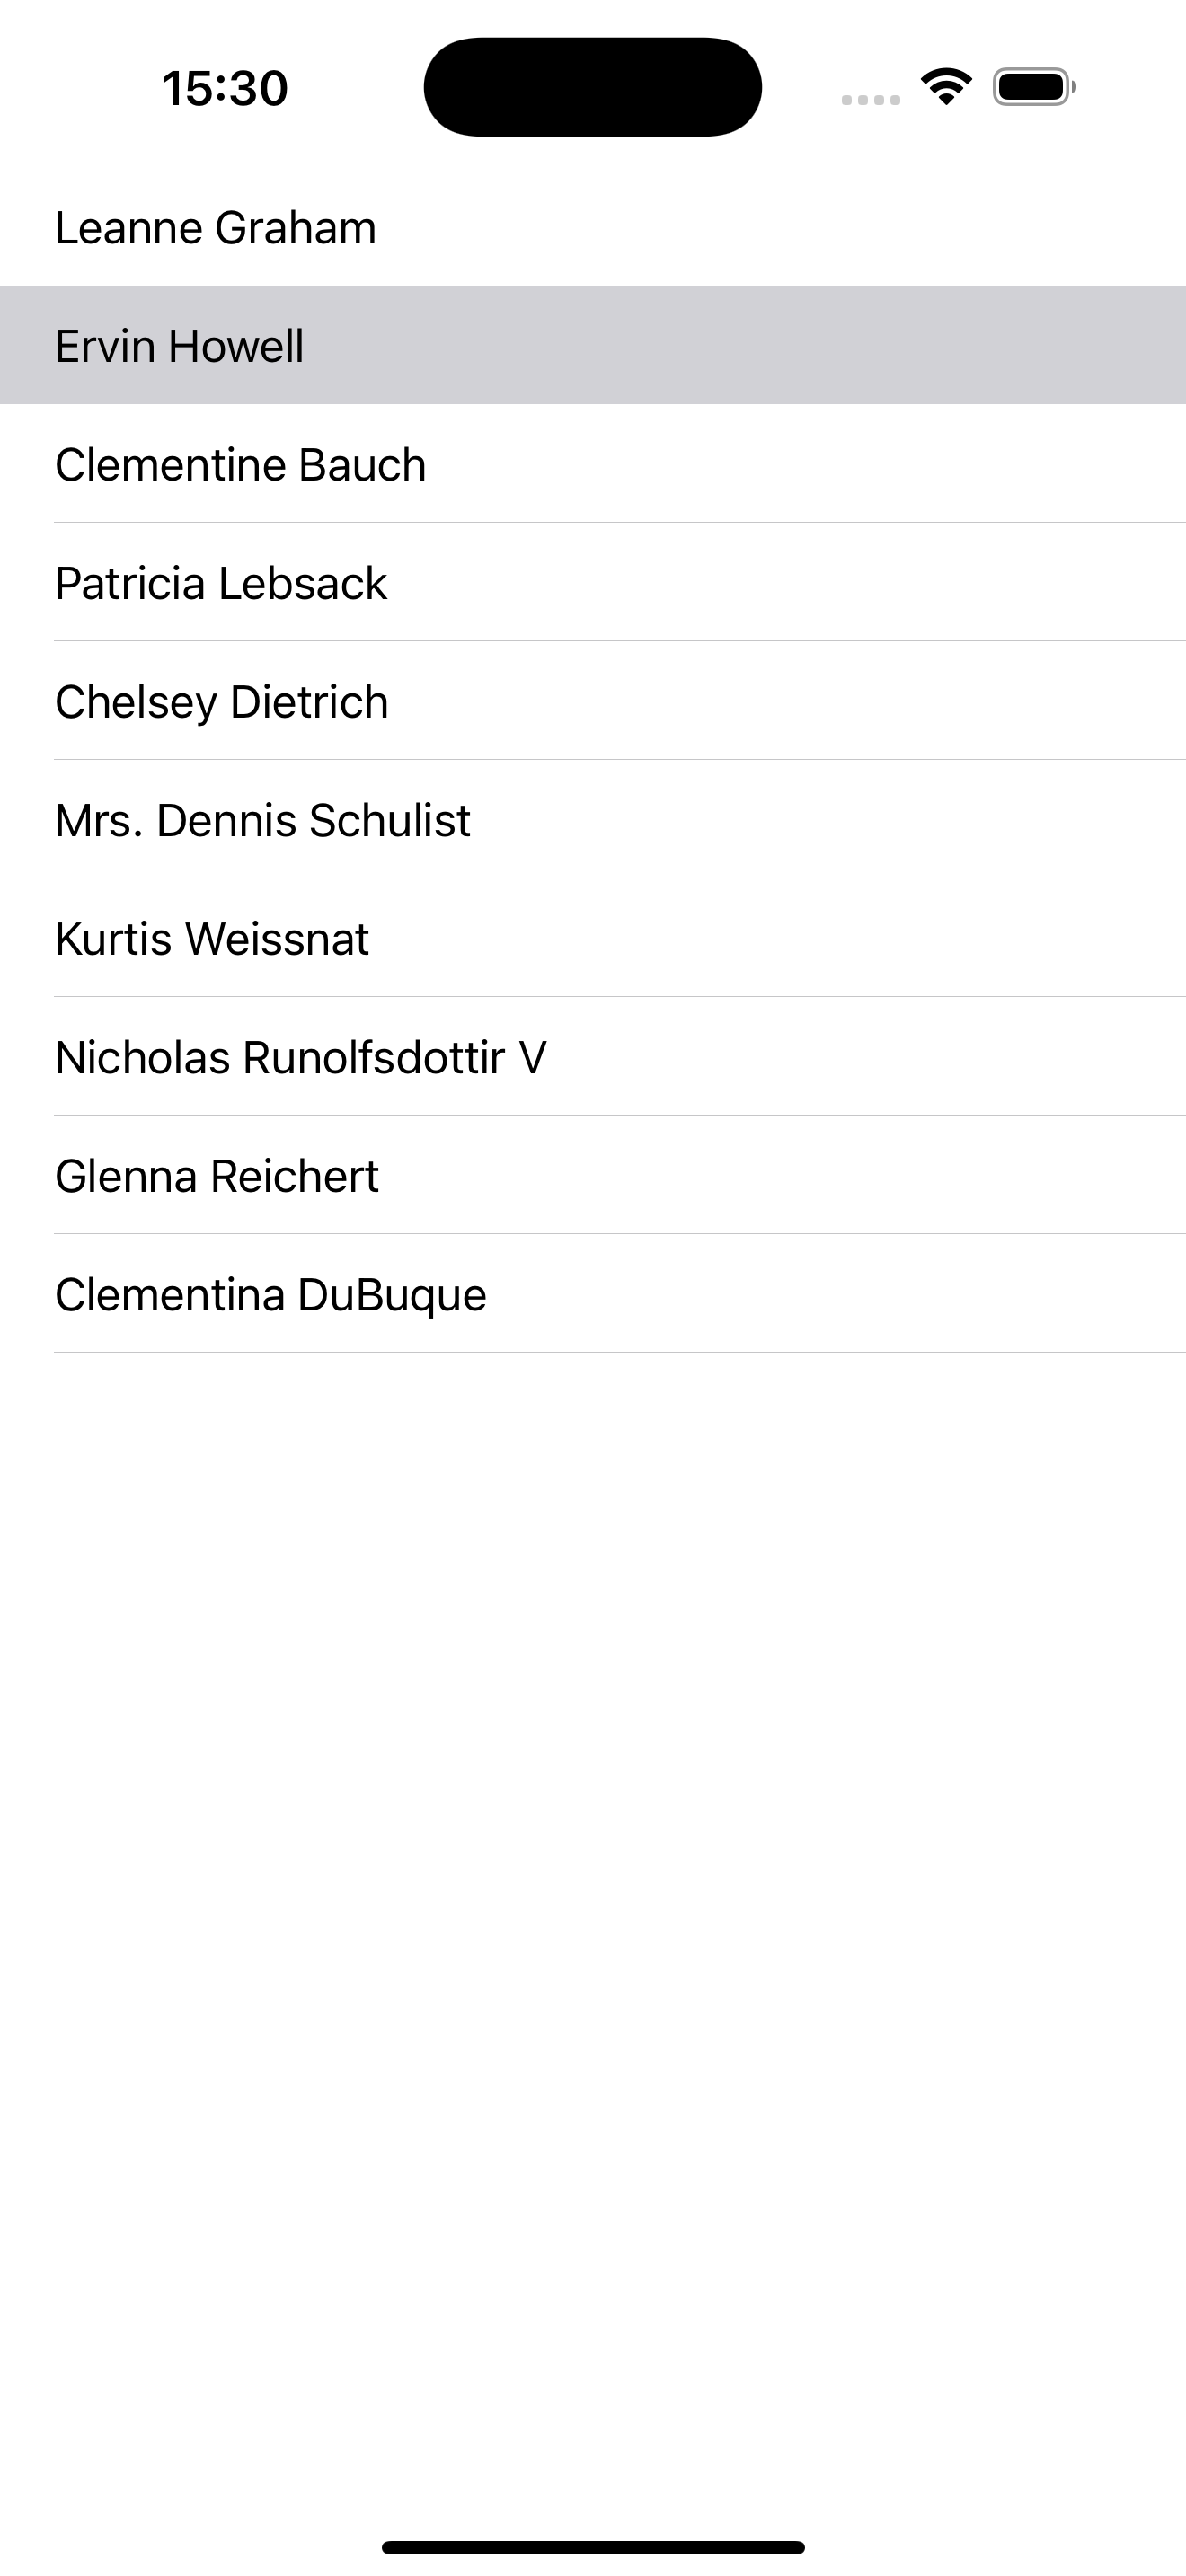 15:30
Leanne Graham
Ervin Howell
Clementine Bauch
Patricia Lebsack
Chelsey Dietrich
Mrs. Dennis Schulist
Kurtis Weissnat
Nicholas Runolfsdottir V
Glenna Reichert
Clementina DuBuque